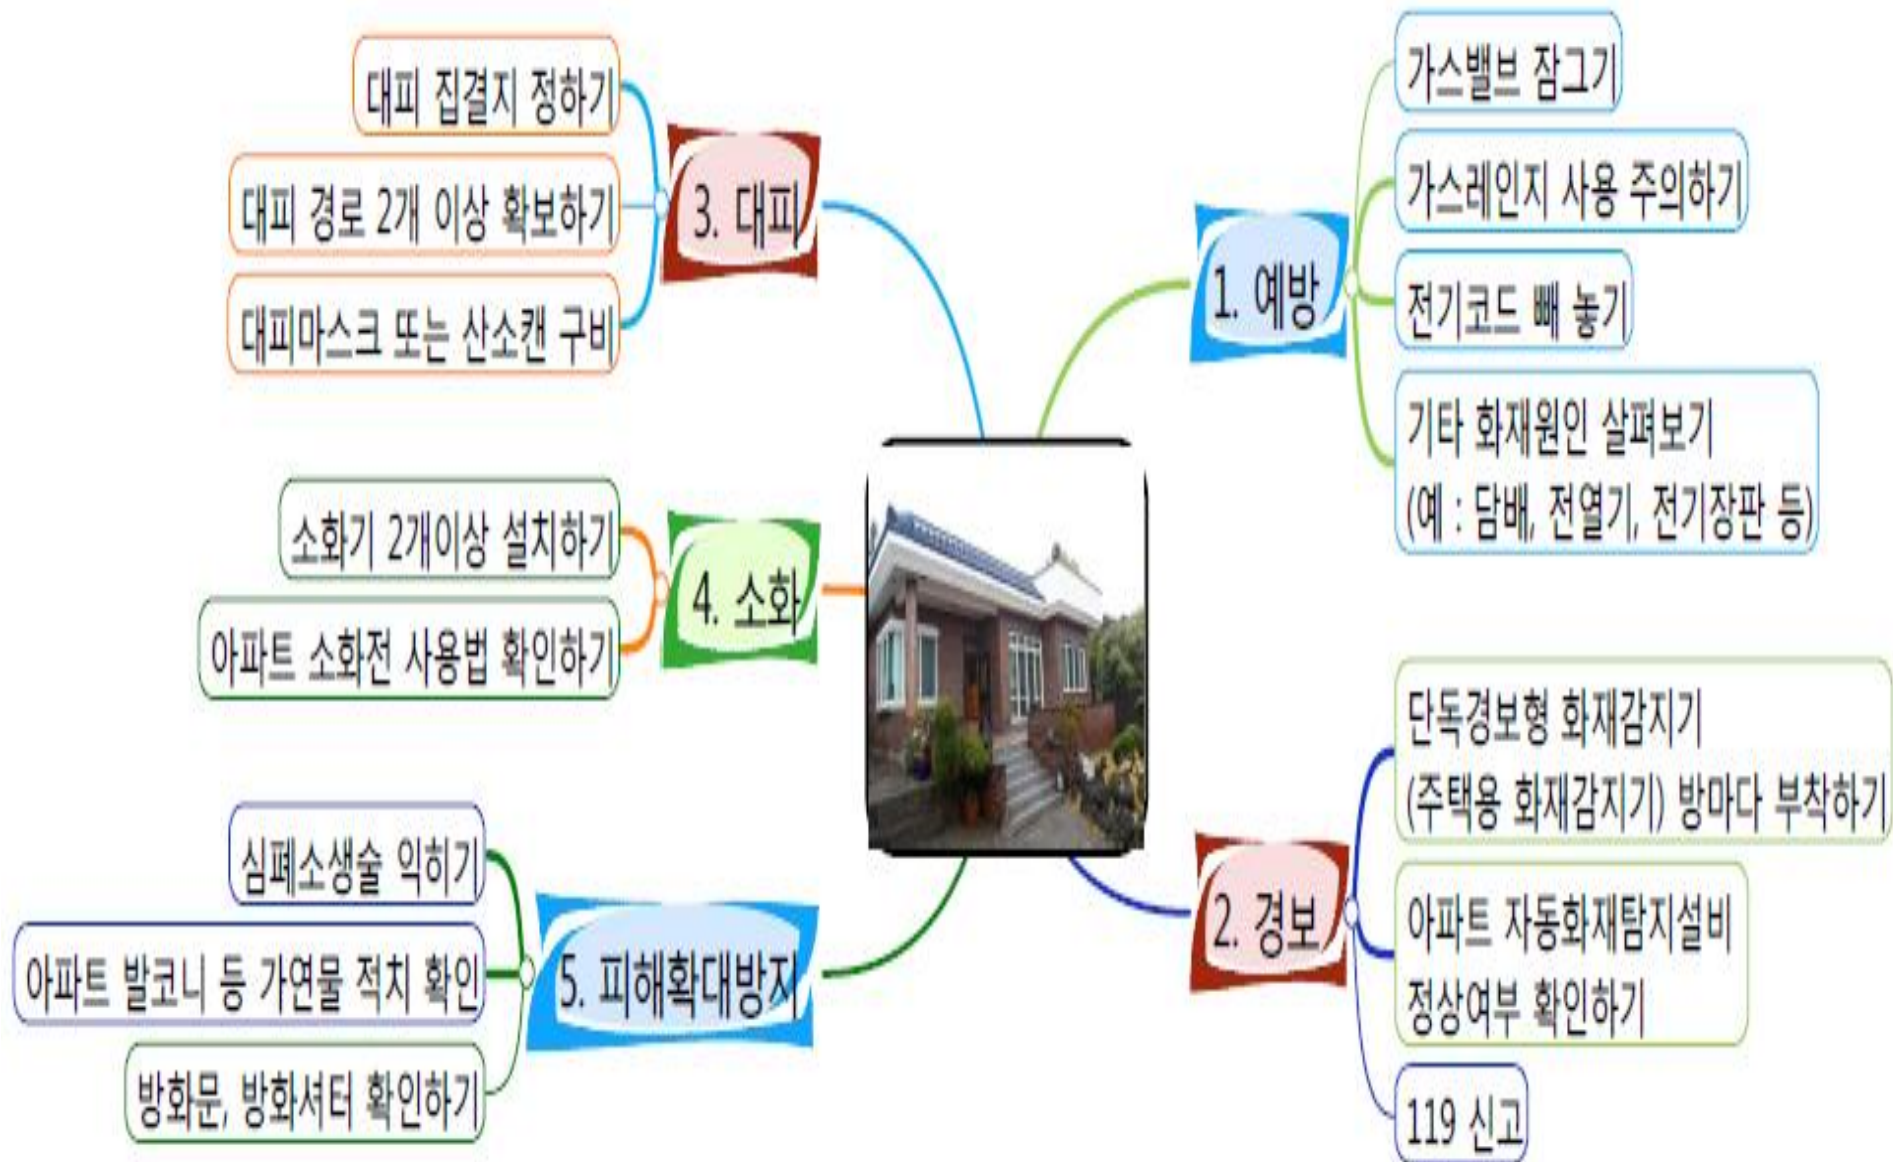 1. 예방
가스밸브 잠그기
가스레인지 사용 주의하기
전기코드 빼 놓기
기타 화재원인 살펴보기
(예 : 담배, 전열기, 전기장판 등)
2. 경보
단독경보형 화재감지기
(주택용 화재감지기) 방마다 부착하기
아파트 자동화재탐지설비
정상여부 확인하기
119 신고
3. 대피
대피 집결지 정하기
대피 경로 2개 이상 확보하기
대피마스크 또는 산소캔 구비
4. 소화
소화기 2개이상 설치하기
아파트 소화전 사용법 확인하기
5. 피해확대방지
심폐소생술 익히기
아파트 발코니 등 가연물 적치 확인
방화문, 방화셔터 확인하기